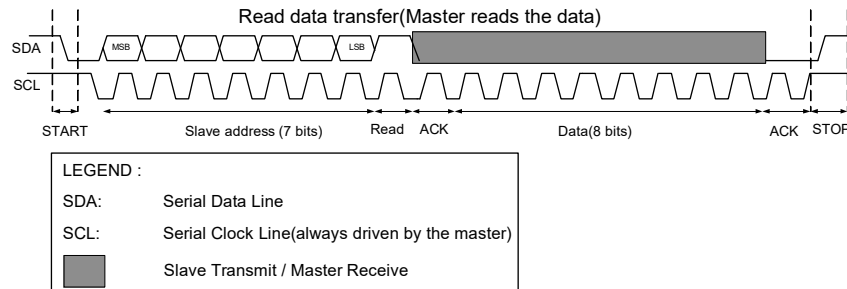 Read data transfer(Master reads the data)
SDA
MSB
LSB
SCL
START
Slave address (7 bits)
Read
ACK
Data(8 bits)
ACK
STOP
LEGEND :
SDA: Serial Data Line
SCL: Serial Clock Line(always driven by the master)
Slave Transmit / Master Receive